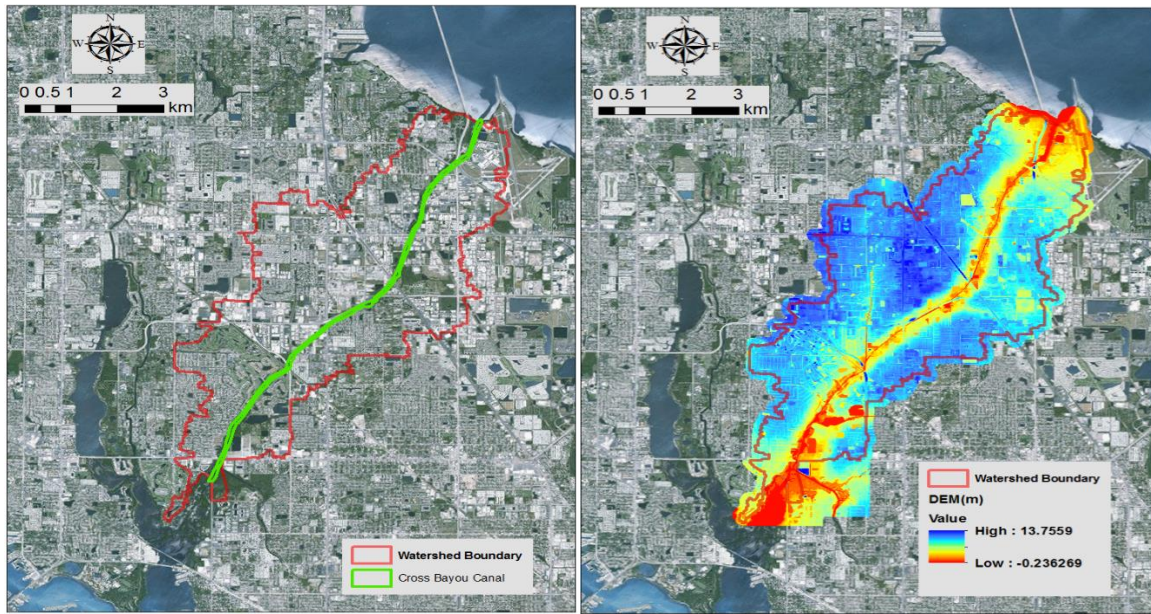 N
W E
S
0 0.5 1 2 3
km
Watershed Boundary
Cross Bayou Canal
N
W E
S
0 0.5 1 2 3
km
Watershed Boundary
DEM(m)
Value
High : 13.7559
Low : -0.236269